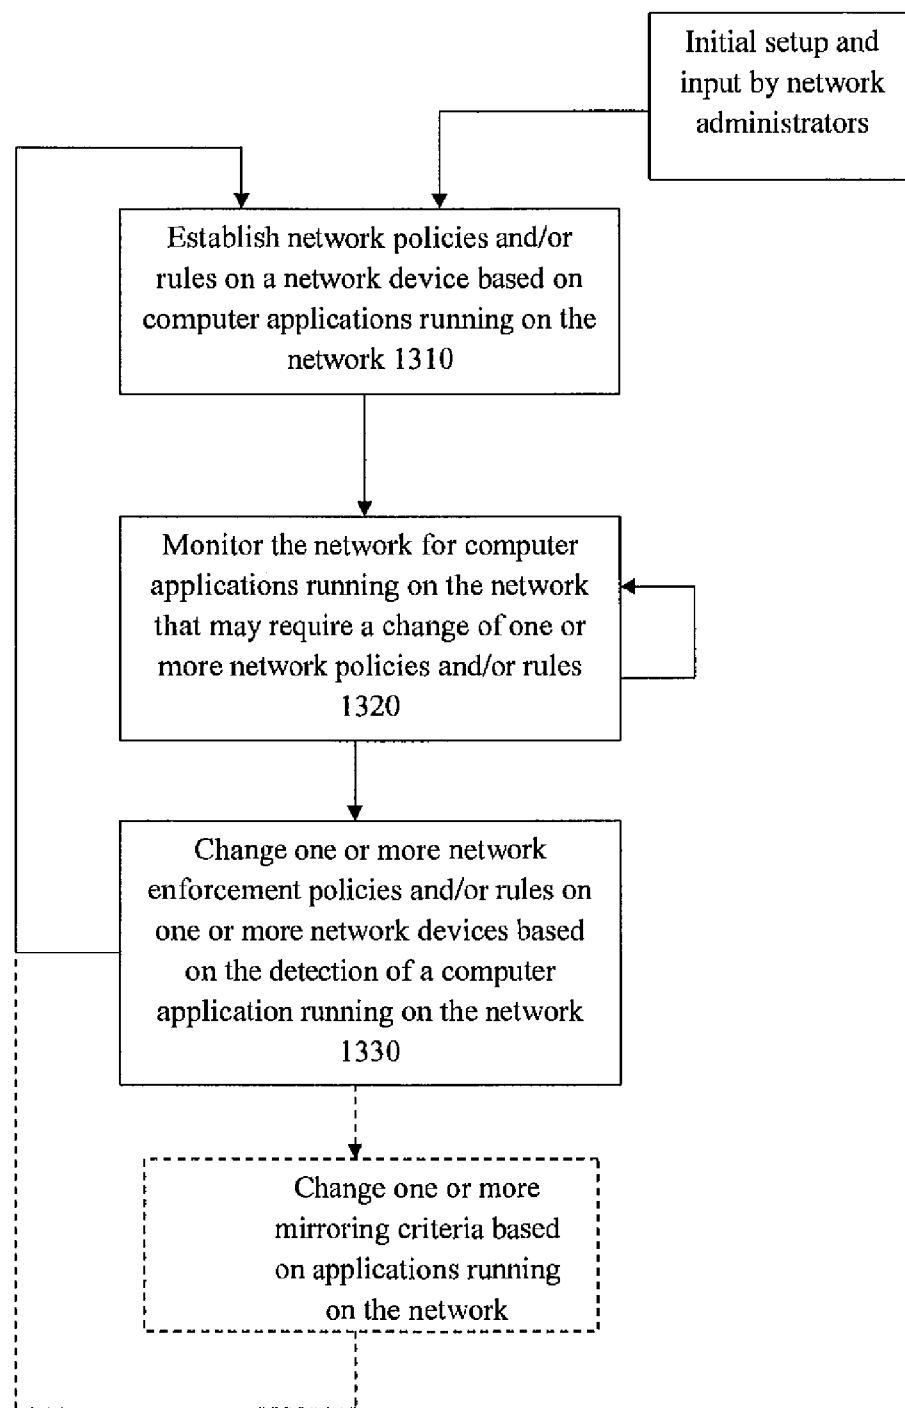 Initial setup and
input by network
administrators
Establish network policies and/or
rules on a network device based on
computer applications running on the
network 1310
Monitor the network for computer
applications running on the network
that may require a change of one or
more network policies and/or rules
1320
Change one or more network
enforcement policies and/or rules on
one or more network devices based
on the detection of a computer
application running on the network
1330
Change one or more
mirroring criteria based
on applications running
on the network